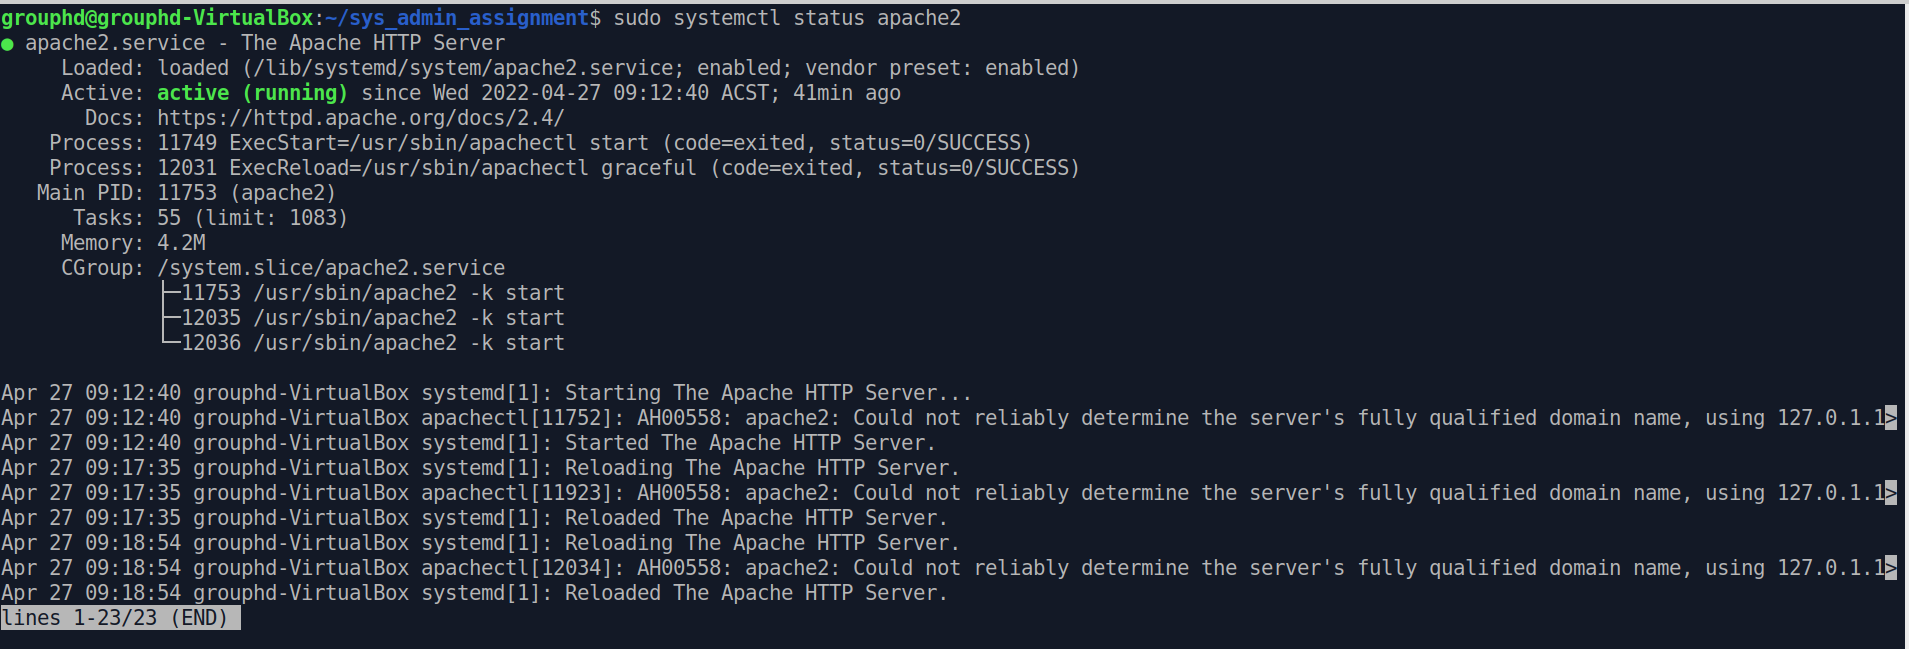 grouphd@grouphd-VirtualBox:~/sys_admin_assignment$ sudo systemctl status apache2
● apache2.service - The Apache HTTP Server
     Loaded: loaded (/lib/systemd/system/apache2.service; enabled; vendor preset: enabled)
     Active: active (running) since Wed 2022-04-27 09:12:40 ACST; 41min ago
       Docs: https://httpd.apache.org/docs/2.4/
    Process: 11749 ExecStart=/usr/sbin/apachectl start (code=exited, status=0/SUCCESS)
    Process: 12031 ExecReload=/usr/sbin/apachectl graceful (code=exited, status=0/SUCCESS)
   Main PID: 11753 (apache2)
      Tasks: 55 (limit: 1083)
     Memory: 4.2M
     CGroup: /system.slice/apache2.service
             ├─11753 /usr/sbin/apache2 -k start
             ├─12035 /usr/sbin/apache2 -k start
             └─12036 /usr/sbin/apache2 -k start

Apr 27 09:12:40 grouphd-VirtualBox systemd[1]: Starting The Apache HTTP Server...
Apr 27 09:12:40 grouphd-VirtualBox apachectl[11752]: AH00558: apache2: Could not reliably determine the server's fully qualified domain name, using 127.0.1.1>
Apr 27 09:12:40 grouphd-VirtualBox systemd[1]: Started The Apache HTTP Server.
Apr 27 09:17:35 grouphd-VirtualBox systemd[1]: Reloading The Apache HTTP Server.
Apr 27 09:17:35 grouphd-VirtualBox apachectl[11923]: AH00558: apache2: Could not reliably determine the server's fully qualified domain name, using 127.0.1.1>
Apr 27 09:17:35 grouphd-VirtualBox systemd[1]: Reloaded The Apache HTTP Server.
Apr 27 09:18:54 grouphd-VirtualBox systemd[1]: Reloading The Apache HTTP Server.
Apr 27 09:18:54 grouphd-VirtualBox apachectl[12034]: AH00558: apache2: Could not reliably determine the server's fully qualified domain name, using 127.0.1.1>
Apr 27 09:18:54 grouphd-VirtualBox systemd[1]: Reloaded The Apache HTTP Server.
lines 1-23/23 (END)